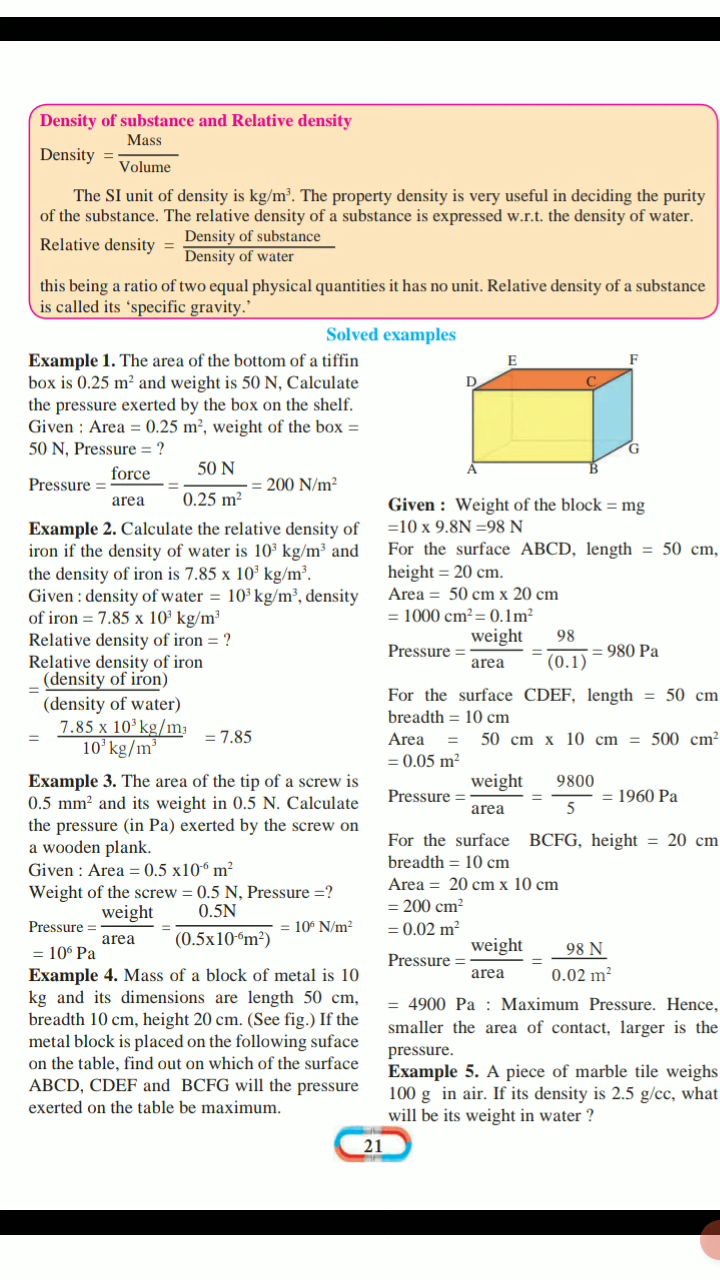 Density of substance and Relative density
Density = Mass / Volume
The SI unit of density is kg/m³. The property density is very useful in deciding the purity
of the substance. The relative density of a substance is expressed w.r.t. the density of water.
Relative density = Density of substance / Density of water
this being a ratio of two equal physical quantities it has no unit. Relative density of a substance
is called its ‘specific gravity.’
Solved examples
Example 1. The area of the bottom of a tiffin
box is 0.25 m² and weight is 50 N, Calculate
the pressure exerted by the box on the shelf.
Given : Area = 0.25 m², weight of the box =
50 N, Pressure = ?
Pressure = force / area = 50 N / 0.25 m² = 200 N/m²
Example 2. Calculate the relative density of
iron if the density of water is 10³ kg/m³ and
the density of iron is 7.85 x 10³ kg/m³.
Given : density of water = 10³ kg/m³, density
of iron = 7.85 x 10³ kg/m³
Relative density of iron = ?
Relative density of iron
= (density of iron) / (density of water)
= 7.85 x 10³ kg/m₃ / 10³ kg/m³ = 7.85
Example 3. The area of the tip of a screw is
0.5 mm² and its weight in 0.5 N. Calculate
the pressure (in Pa) exerted by the screw on
a wooden plank.
Given : Area = 0.5 x10⁻⁶ m²
Weight of the screw = 0.5 N, Pressure =?
Pressure = weight / area = 0.5N / (0.5x10⁻⁶m²) = 10⁶ N/m²
= 10⁶ Pa
Example 4. Mass of a block of metal is 10
kg and its dimensions are length 50 cm,
breadth 10 cm, height 20 cm. (See fig.) If the
metal block is placed on the following suface
on the table, find out on which of the surface
ABCD, CDEF and BCFG will the pressure
exerted on the table be maximum.
E F
D C
G
A B
Given : Weight of the block = mg
=10 x 9.8N =98 N
For the surface ABCD, length = 50 cm,
height = 20 cm.
Area = 50 cm x 20 cm
= 1000 cm² = 0.1m²
Pressure = weight / area = 98 / (0.1) = 980 Pa
For the surface CDEF, length = 50 cm
breadth = 10 cm
Area = 50 cm x 10 cm = 500 cm²
= 0.05 m²
Pressure = weight / area = 9800 / 5 = 1960 Pa
For the surface BCFG, height = 20 cm
breadth = 10 cm
Area = 20 cm x 10 cm
= 200 cm²
= 0.02 m²
Pressure = weight / area = 98 N / 0.02 m²
= 4900 Pa : Maximum Pressure. Hence,
smaller the area of contact, larger is the
pressure.
Example 5. A piece of marble tile weighs
100 g in air. If its density is 2.5 g/cc, what
will be its weight in water ?
21